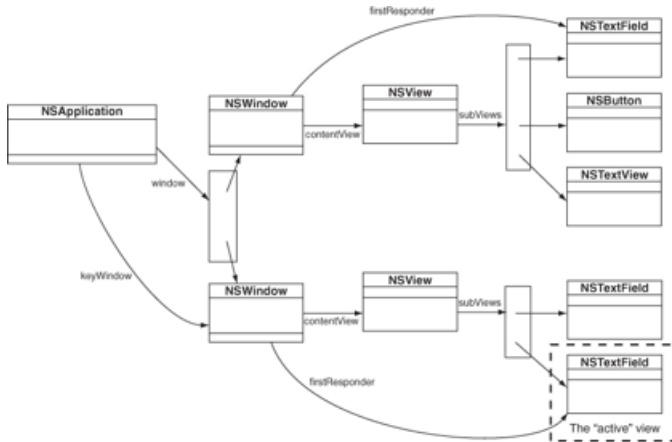 firstResponder
NSTextField
NSApplication
NSWindow
NSView
NSButton
contentView
subViews
window
NSTextView
keyWindow
NSWindow
NSView
NSTextField
contentView
subViews
NSTextField
firstResponder
The "active" view